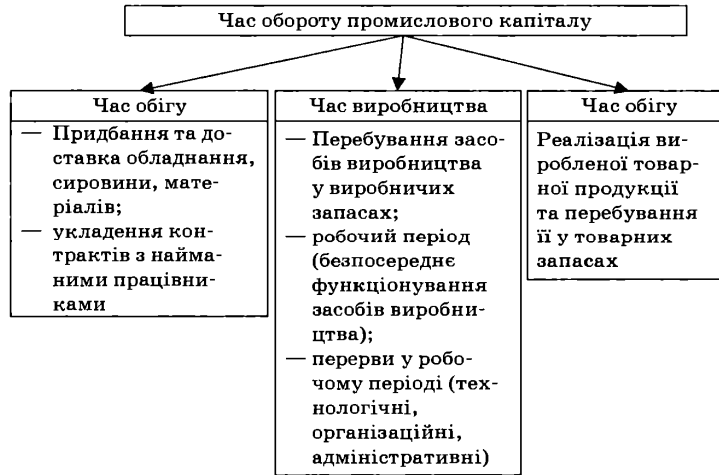 Час обороту промислового капіталу
Час обігу
— Придбання та до-
ставка обладнання,
сировини, мате-
ріалів;
— укладення кон-
трактів з найма-
ними працівни-
ками
Час виробництва
— Перебування засо-
бів виробництва
у виробничих
запасах;
— робочий період
(безпосереднє
функціонування
засобів виробни-
цтва);
— перерви у робо-
чому періоді (тех-
нологічні,
організаційні,
адміністративні)
Час обігу
Реалізація ви-
робленої товар-
ної продукції
та перебування
її у товарних
запасах